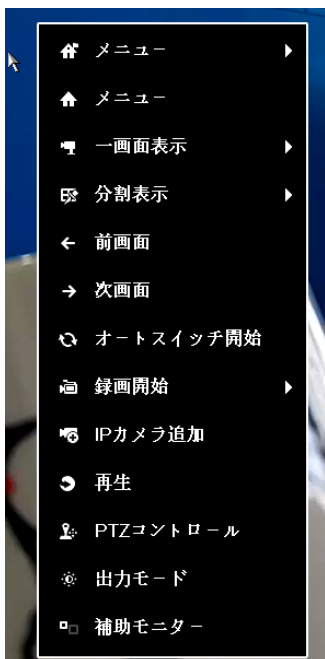 メニュー
メニュー
一画面表示
分割表示
前画面
次画面
オートスイッチ開始
録画開始
IPカメラ追加
再生
PTZコントロール
出力モード
補助モニター